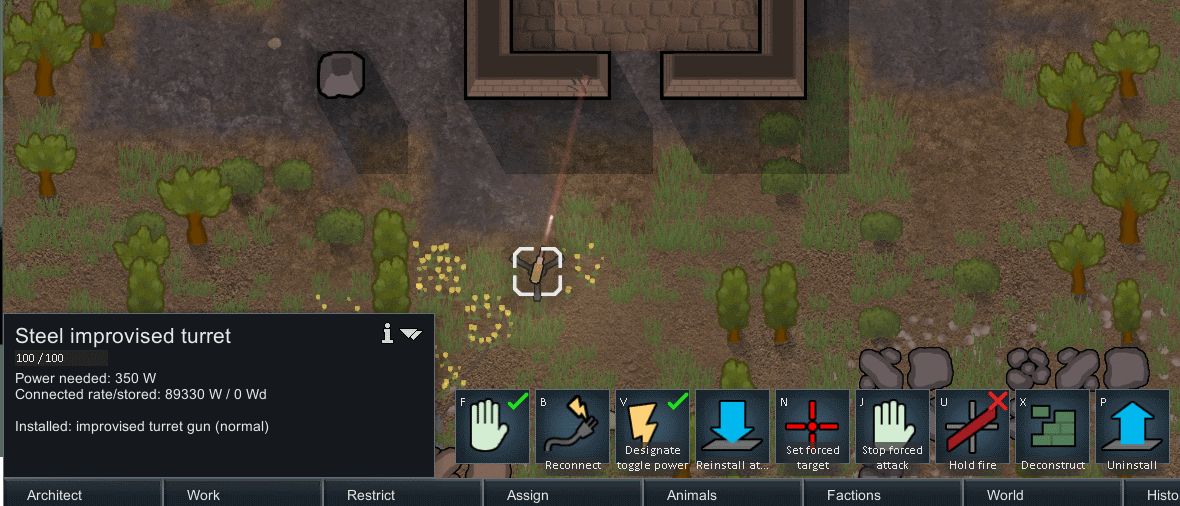 Steel improvised turret
100 / 100
Power needed: 350 W
Connected rate/stored: 89330 W / 0 Wd
Installed: improvised turret gun (normal)
F
B
Reconnect
V
Designate
toggle power
Reinstall at...
N
Set forced
target
J
Stop forced
attack
U
Hold fire
X
Deconstruct
P
Uninstall
Architect
Work
Restrict
Assign
Animals
Factions
World
Histo